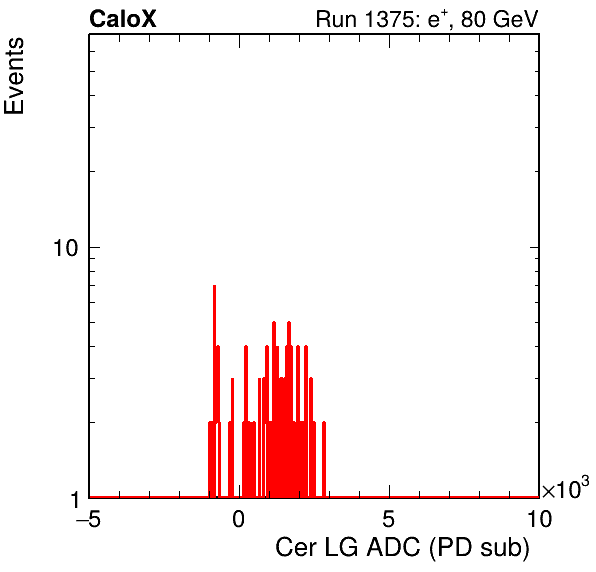 CaloX Run 1375: e⁺, 80 GeV
Events
10
1
−5 0 5 10
×10³
Cer LG ADC (PD sub)